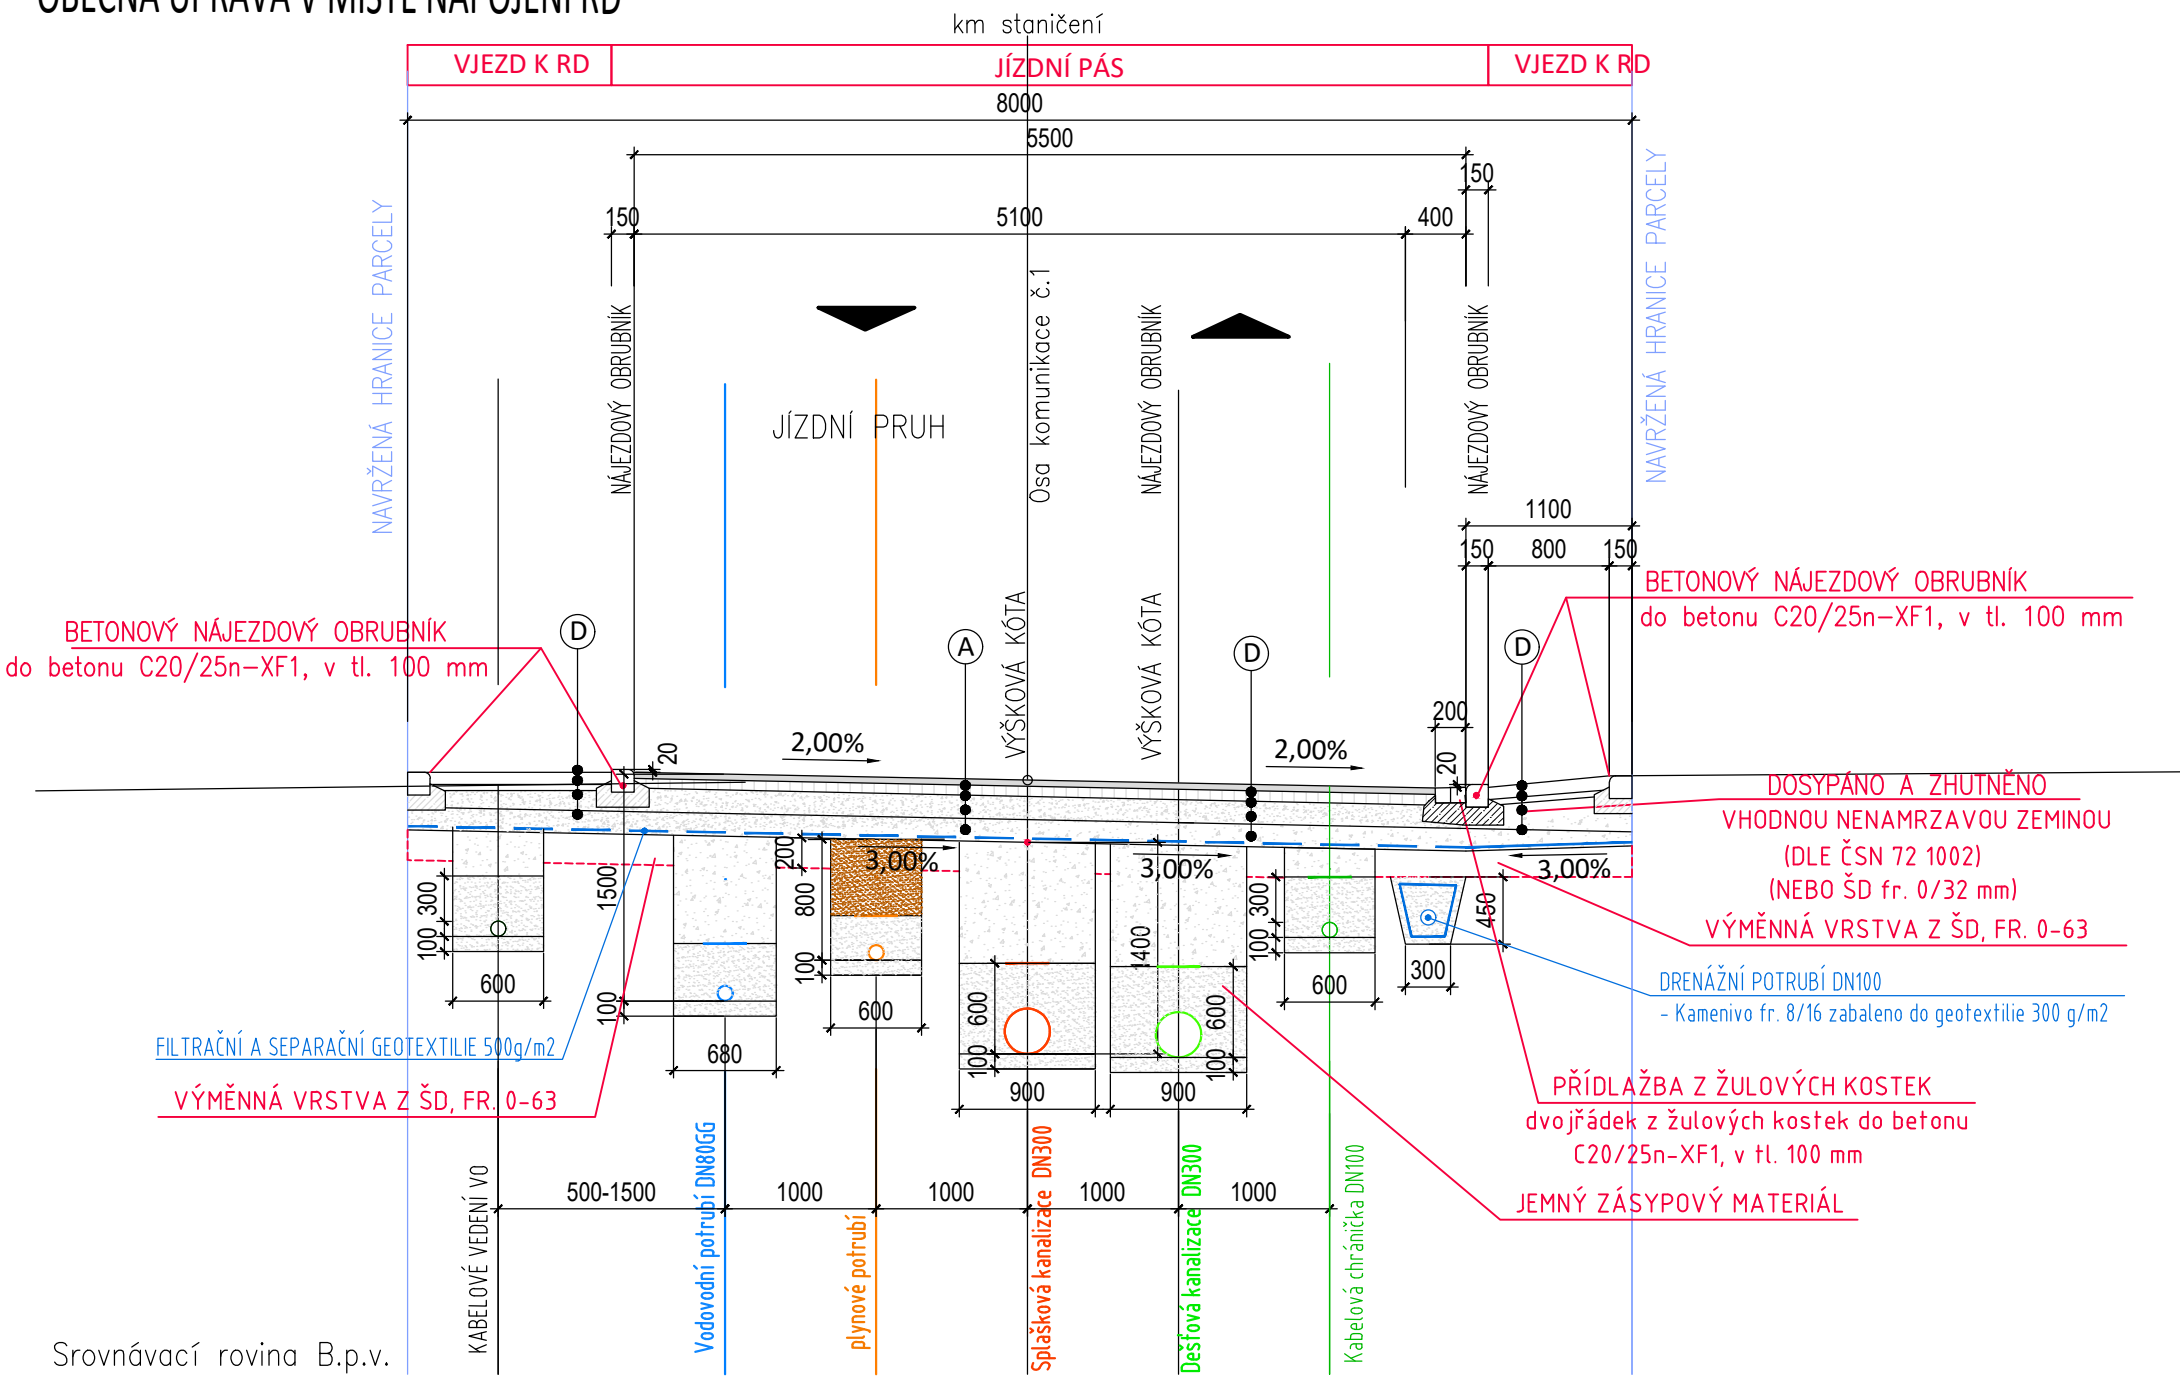 OBECNÁ ÚPRAVA V MÍSTĚ NAPOJENÍ RD
km staničení
VJEZD K RD
JÍZDNÍ PÁS
VJEZD K RD
8000
5500
150
150
5100
400
NAVRŽENÁ HRANICE PARCELY
NÁJEZDOVÝ OBRUBNÍK
Osa komunikace č.1
NÁJEZDOVÝ OBRUBNÍK
NÁJEZDOVÝ OBRUBNÍK
NAVRŽENÁ HRANICE PARCELY
JÍZDNÍ PRUH
1100
150
800
150
BETONOVÝ NÁJEZDOVÝ OBRUBNÍK
do betonu C20/25n-XF1, v tl. 100 mm
BETONOVÝ NÁJEZDOVÝ OBRUBNÍK
do betonu C20/25n-XF1, v tl. 100 mm
D
A
D
D
VÝŠKOVÁ KÓTA
VÝŠKOVÁ KÓTA
200
20
2,00%
2,00%
20
DOSYPÁNO A ZHUTNĚNO
VHODNOU NENAMRZAVOU ZEMINOU
(DLE ČSN 72 1002)
(NEBO ŠD fr. 0/32 mm)
VÝMĚNNÁ VRSTVA Z ŠD, FR. 0-63
3,00%
3,00%
3,00%
200
1500
800
300
100
100
100
600
680
600
1400
600
100
900
600
100
900
300
100
600
450
300
DRENÁŽNÍ POTRUBÍ DN100
- Kamenivo fr. 8/16 zabaleno do geotextilie 300 g/m2
FILTRAČNÍ A SEPARAČNÍ GEOTEXTILIE 500g/m2
VÝMĚNNÁ VRSTVA Z ŠD, FR. 0-63
PŘÍDLAŽBA Z ŽULOVÝCH KOSTEK
dvojřádek z žulových kostek do betonu
C20/25n-XF1, v tl. 100 mm
JEMNÝ ZÁSYPOVÝ MATERIÁL
500-1500
1000
1000
1000
1000
KABELOVÉ VEDENÍ VO
Vodovodní potrubí DN80GG
plynové potrubí
Splašková kanalizace DN300
Dešťová kanalizace DN300
Kabelová chránička DN100
Srovnávací rovina B.p.v.